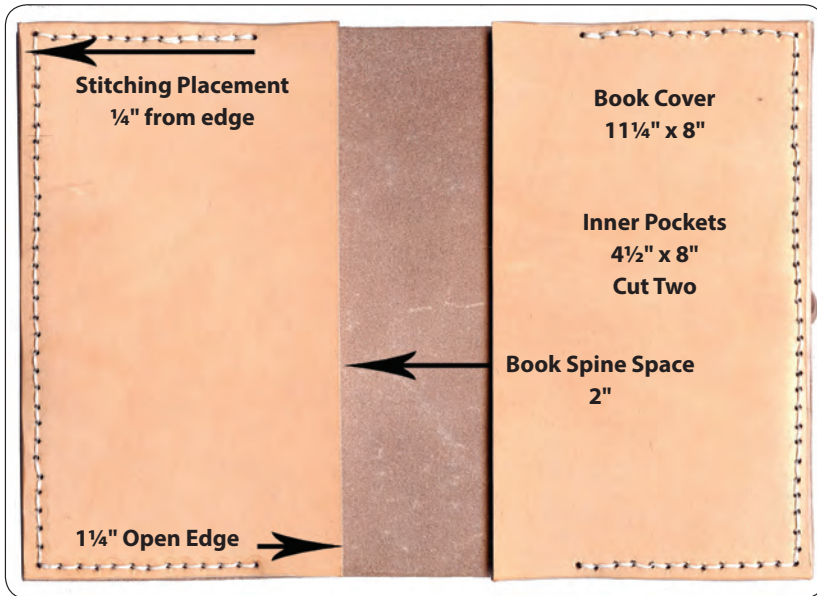 Stitching Placement
¼" from edge
Book Cover
11¼" x 8"
Inner Pockets
4½" x 8"
Cut Two
Book Spine Space
2"
1¼" Open Edge